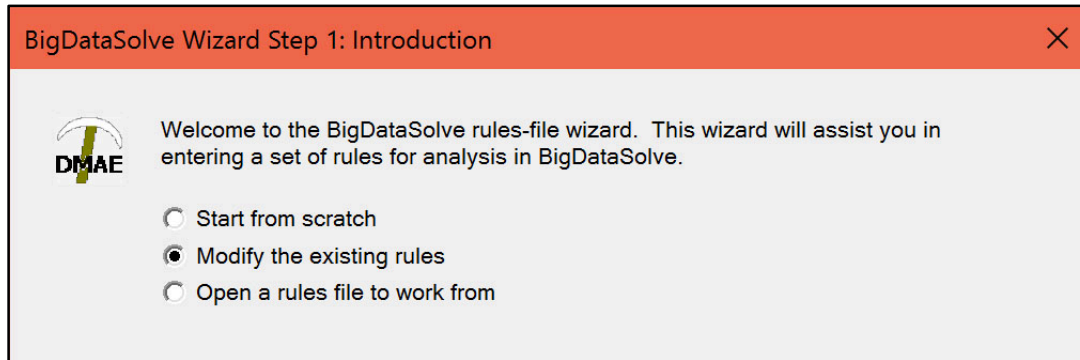 BigDataSolve Wizard Step 1: Introduction
DMAE
Welcome to the BigDataSolve rules-file wizard.  This wizard will assist you in
entering a set of rules for analysis in BigDataSolve.
Start from scratch
Modify the existing rules
Open a rules file to work from